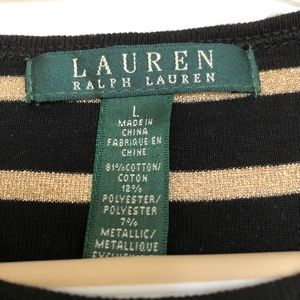 LAUREN
RALPH LAUREN
L
MADE IN
CHINA
FABRIQUE EN
CHINE
81%COTTON/
COTON
12%
POLYESTER/
POLYESTER
7%
METALLIC/
METALLIQUE